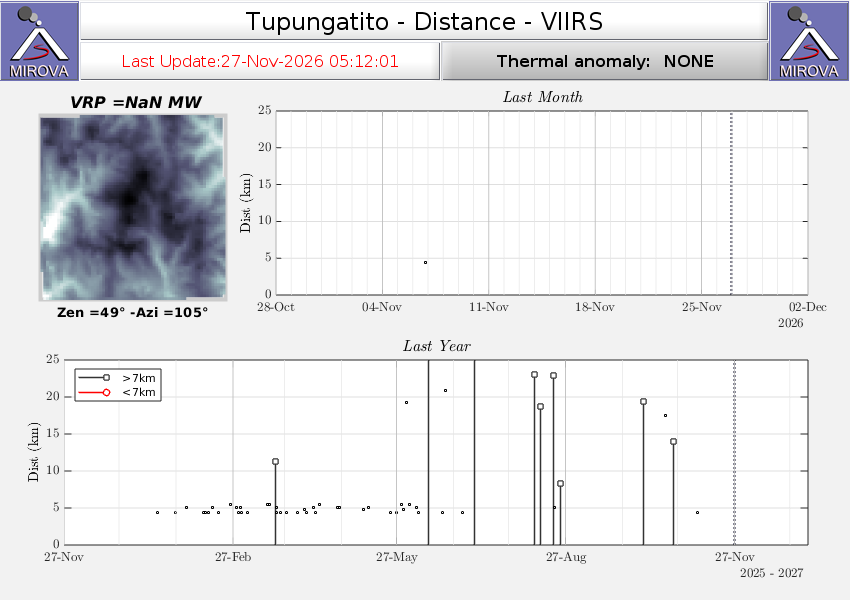 Tupungatito - Distance - VIIRS
MIROVA
Last Update:27-Nov-2026 05:12:01
Thermal anomaly: NONE
MIROVA
VRP =NaN MW
Zen =49° -Azi =105°
Last Month
Dist (km)
25
20
15
10
5
0
28-Oct
04-Nov
11-Nov
18-Nov
25-Nov
02-Dec
2026
Last Year
Dist (km)
25
20
15
10
5
0
>7km
<7km
27-Nov
27-Feb
27-May
27-Aug
27-Nov
2025 - 2027